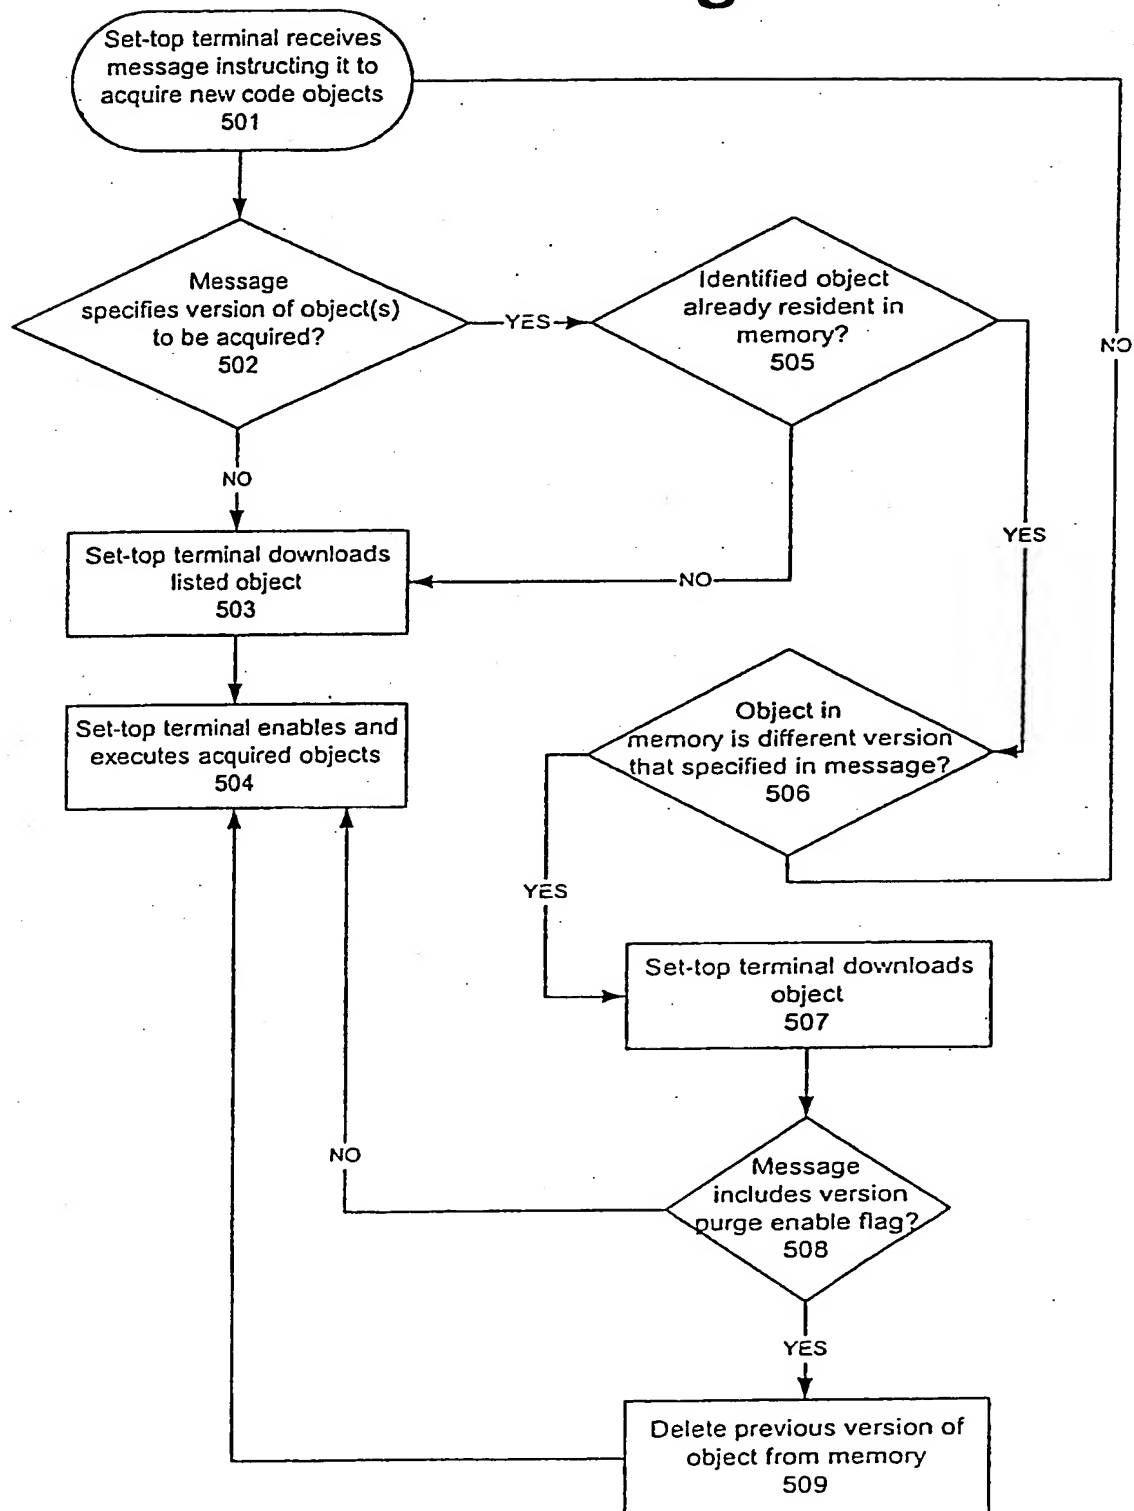 Set-top terminal receives
message instructing it to
acquire new code objects
501
Message
specifies version of object(s)
to be acquired?
502
YES
Identified object
already resident in
memory?
505
NO
NO
YES
Set-top terminal downloads
listed object
503
NO
Set-top terminal enables and
executes acquired objects
504
Object in
memory is different version
that specified in message?
506
YES
Set-top terminal downloads
object
507
NO
Message
includes version
purge enable flag?
508
YES
Delete previous version of
object from memory
509